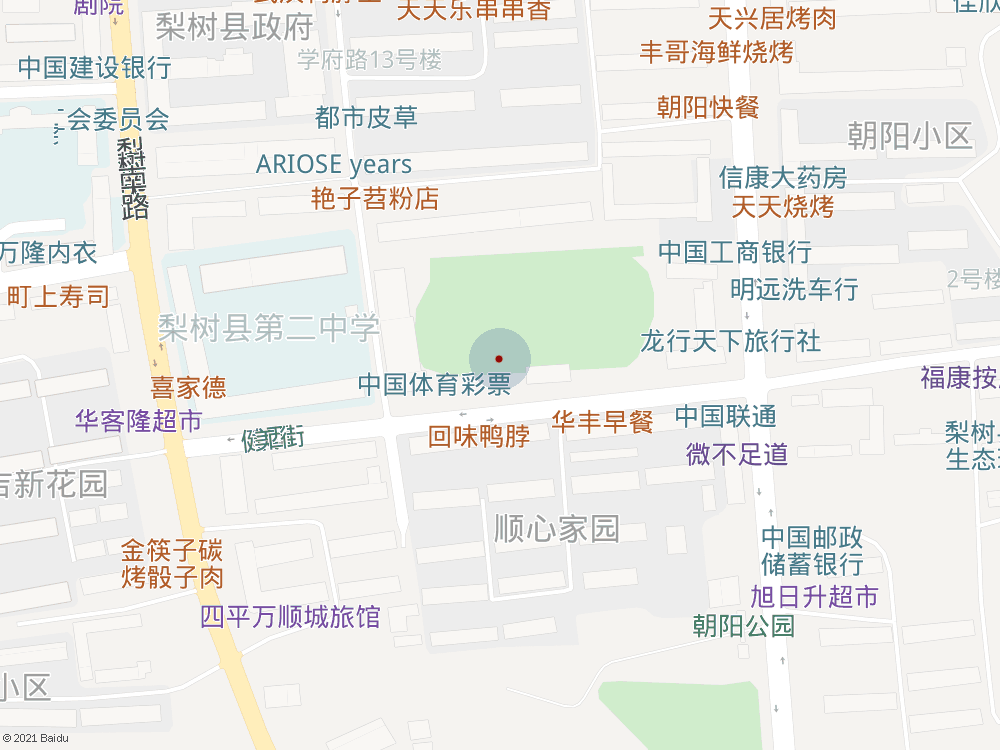 剧院
天天乐串串香
天兴居烤肉
梨树县政府
丰哥海鲜烧烤
学府路13号楼
中国建设银行
朝阳快餐
会委员会
都市皮草
朝阳小区
ARIOSE years
信康大药房
艳子苕粉店
天天烧烤
万隆内衣
中国工商银行
2号楼
町上寿司
明远洗车行
梨树县第二中学
龙行天下旅行社
喜家德
中国体育彩票
福康按
华客隆超市
中国联通
华丰早餐
回味鸭脖
健康街
梨树县
生态环
微不足道
吉新花园
顺心家园
中国邮政
储蓄银行
金筷子碳
烤骰子肉
旭日升超市
四平万顺城旅馆
朝阳公园
小区
© 2021 Baidu